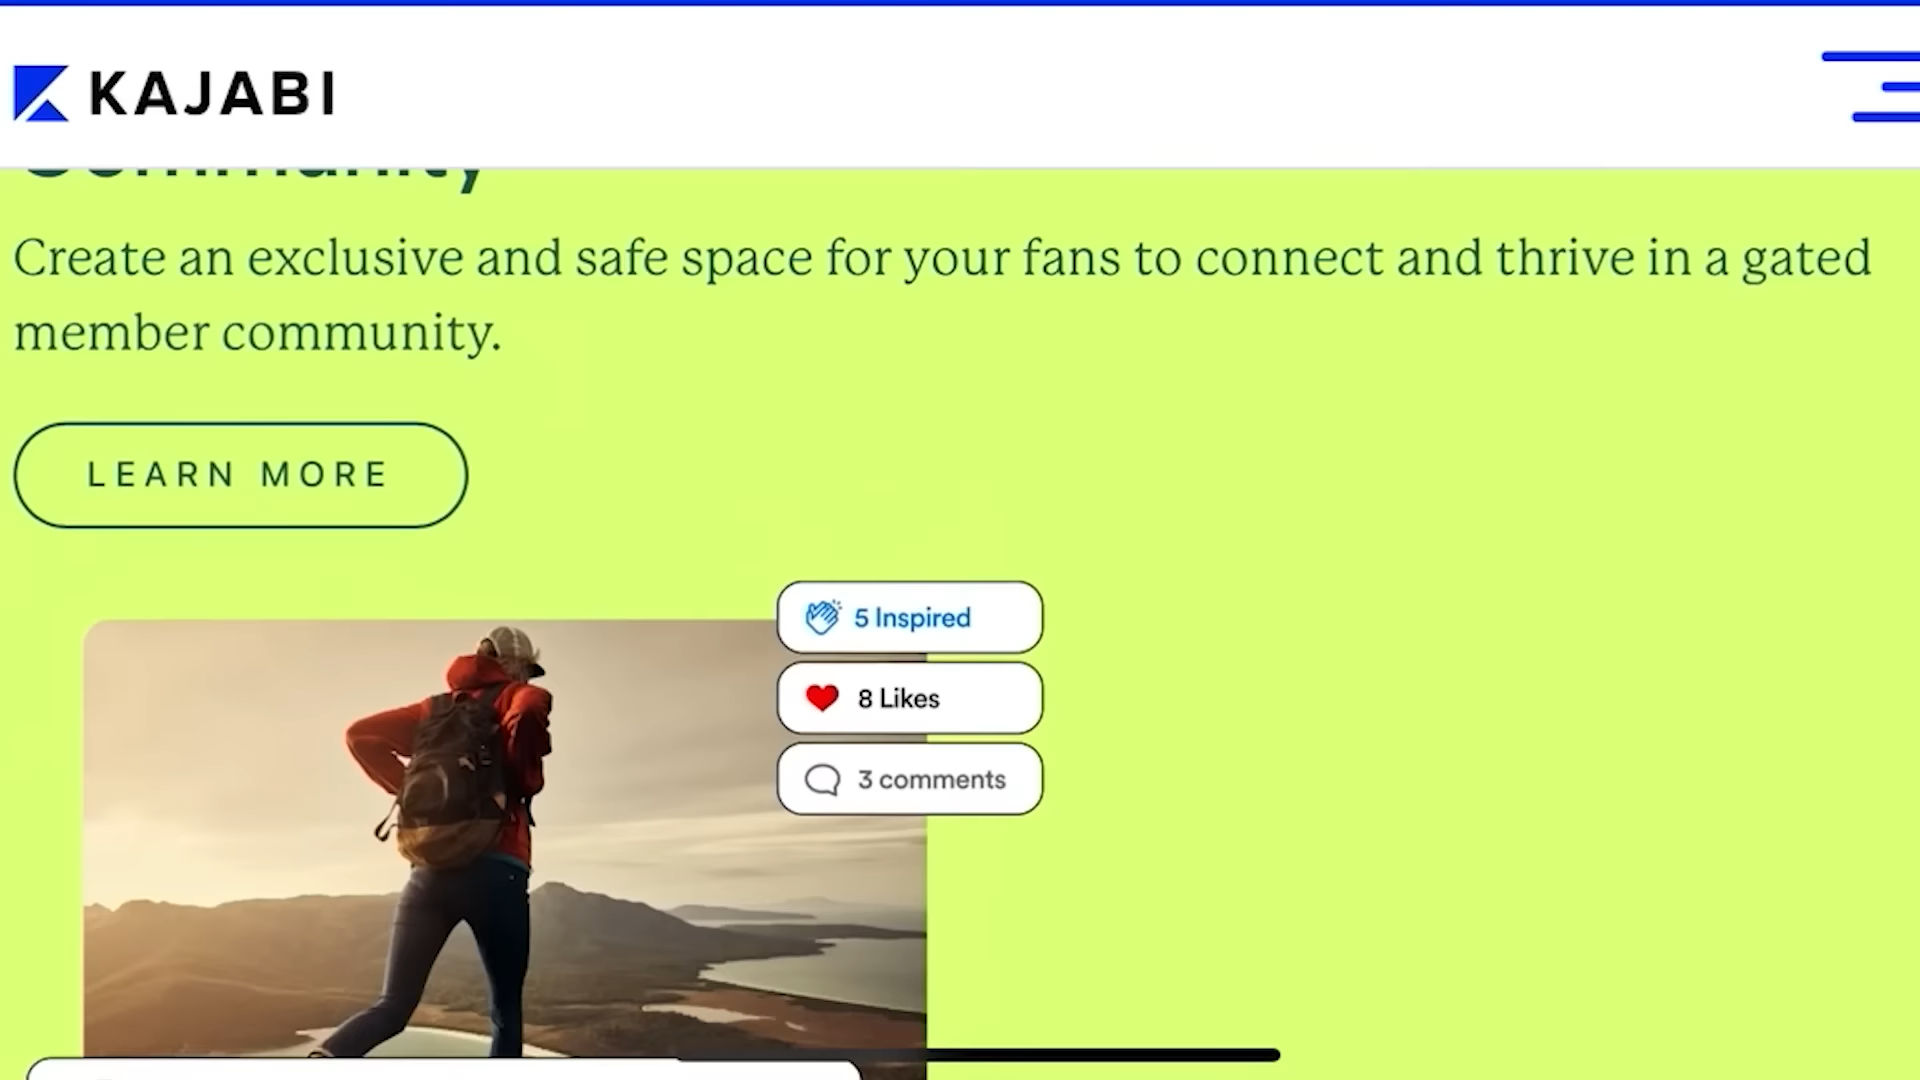 KAJABI
Community
Create an exclusive and safe space for your fans to connect and thrive in a gated
member community.
LEARN MORE
5 Inspired
8 Likes
3 comments